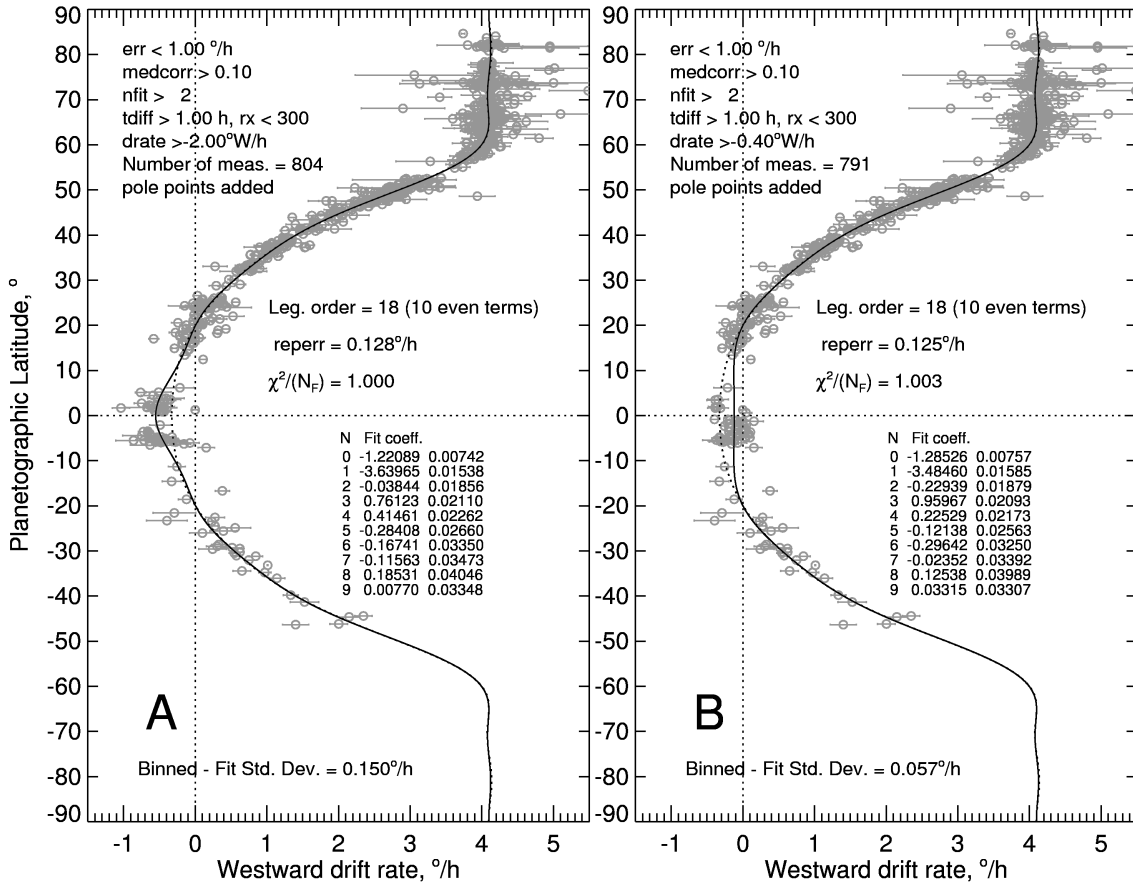 err < 1.00 °/h
medcorr > 0.10
nfit > 2
tdiff > 1.00 h, rx < 300
drate >-2.00°W/h
Number of meas. = 804
pole points added
Leg. order = 18 (10 even terms)
reperr = 0.128°/h
χ²/(N_F) = 1.000
N Fit coeff.
0 -1.22089 0.00742
1 -3.63965 0.01538
2 -0.03844 0.01856
3 0.76123 0.02110
4 0.41461 0.02262
5 -0.28408 0.02660
6 -0.16741 0.03350
7 -0.11563 0.03473
8 0.18531 0.04046
9 0.00770 0.03348
A
Binned - Fit Std. Dev. = 0.150°/h
90
80
70
60
50
40
30
20
10
0
-10
-20
-30
-40
-50
-60
-70
-80
-90
Planetographic Latitude, °
-1 0 1 2 3 4 5
Westward drift rate, °/h
err < 1.00 °/h
medcorr > 0.10
nfit > 2
tdiff > 1.00 h, rx < 300
drate >-0.40°W/h
Number of meas. = 791
pole points added
Leg. order = 18 (10 even terms)
reperr = 0.125°/h
χ²/(N_F) = 1.003
N Fit coeff.
0 -1.28526 0.00757
1 -3.48460 0.01585
2 -0.22939 0.01879
3 0.95967 0.02093
4 0.22529 0.02173
5 -0.12138 0.02563
6 -0.29642 0.03250
7 -0.02352 0.03392
8 0.12538 0.03989
9 0.03315 0.03307
B
Binned - Fit Std. Dev. = 0.057°/h
90
80
70
60
50
40
30
20
10
0
-10
-20
-30
-40
-50
-60
-70
-80
-90
-1 0 1 2 3 4 5
Westward drift rate, °/h